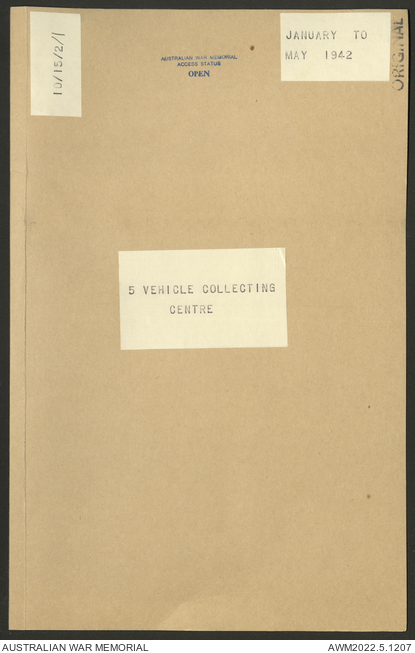 10/15/2/1
AUSTRALIAN WAR MEMORIAL
ACCESS STATUS
OPEN
JANUARY TO
MAY 1942
ORIGINAL
5 VEHICLE COLLECTING
CENTRE
AUSTRALIAN WAR MEMORIAL
AWM2022.5.1207